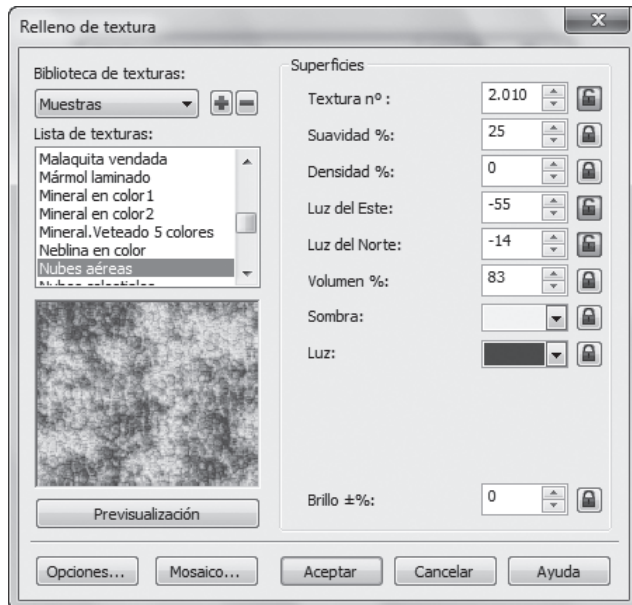 Relleno de textura
Biblioteca de texturas:
Muestras
Lista de texturas:
Malaquita vendada
Mármol laminado
Mineral en color1
Mineral en color2
Mineral.Veteado 5 colores
Neblina en color
Nubes aéreas
Previsualización
Superficies
Textura nº :
2.010
Suavidad %:
25
Densidad %:
0
Luz del Este:
-55
Luz del Norte:
-14
Volumen %:
83
Sombra:
Luz:
Brillo ±%:
0
Opciones...
Mosaico...
Aceptar
Cancelar
Ayuda